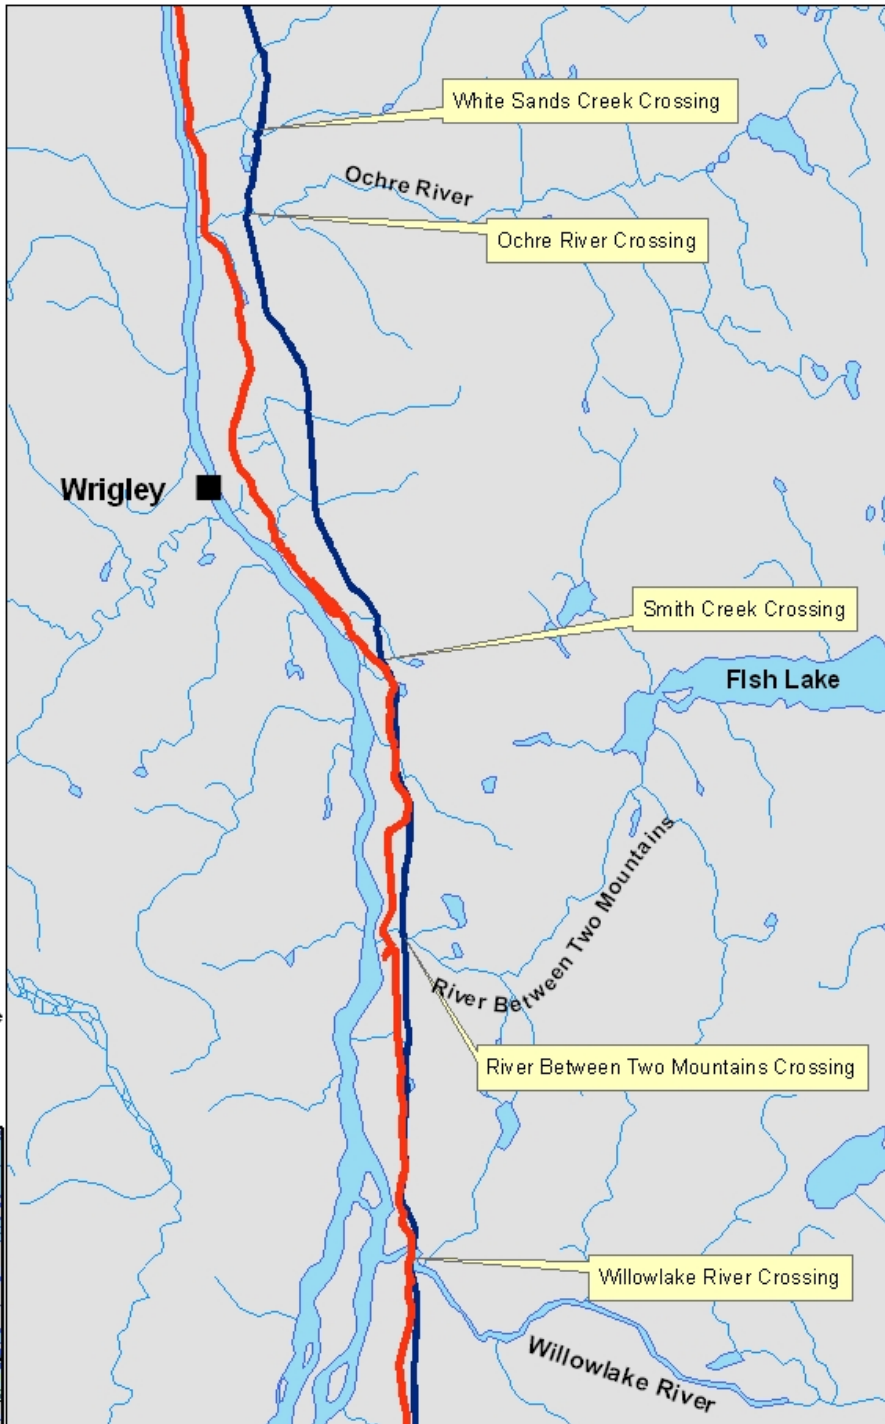 White Sands Creek Crossing
Ochre River
Ochre River Crossing
Wrigley
Smith Creek Crossing
FIsh Lake
River Between Two Mountains
River Between Two Mountains Crossing
Willowlake River Crossing
Willowlake River